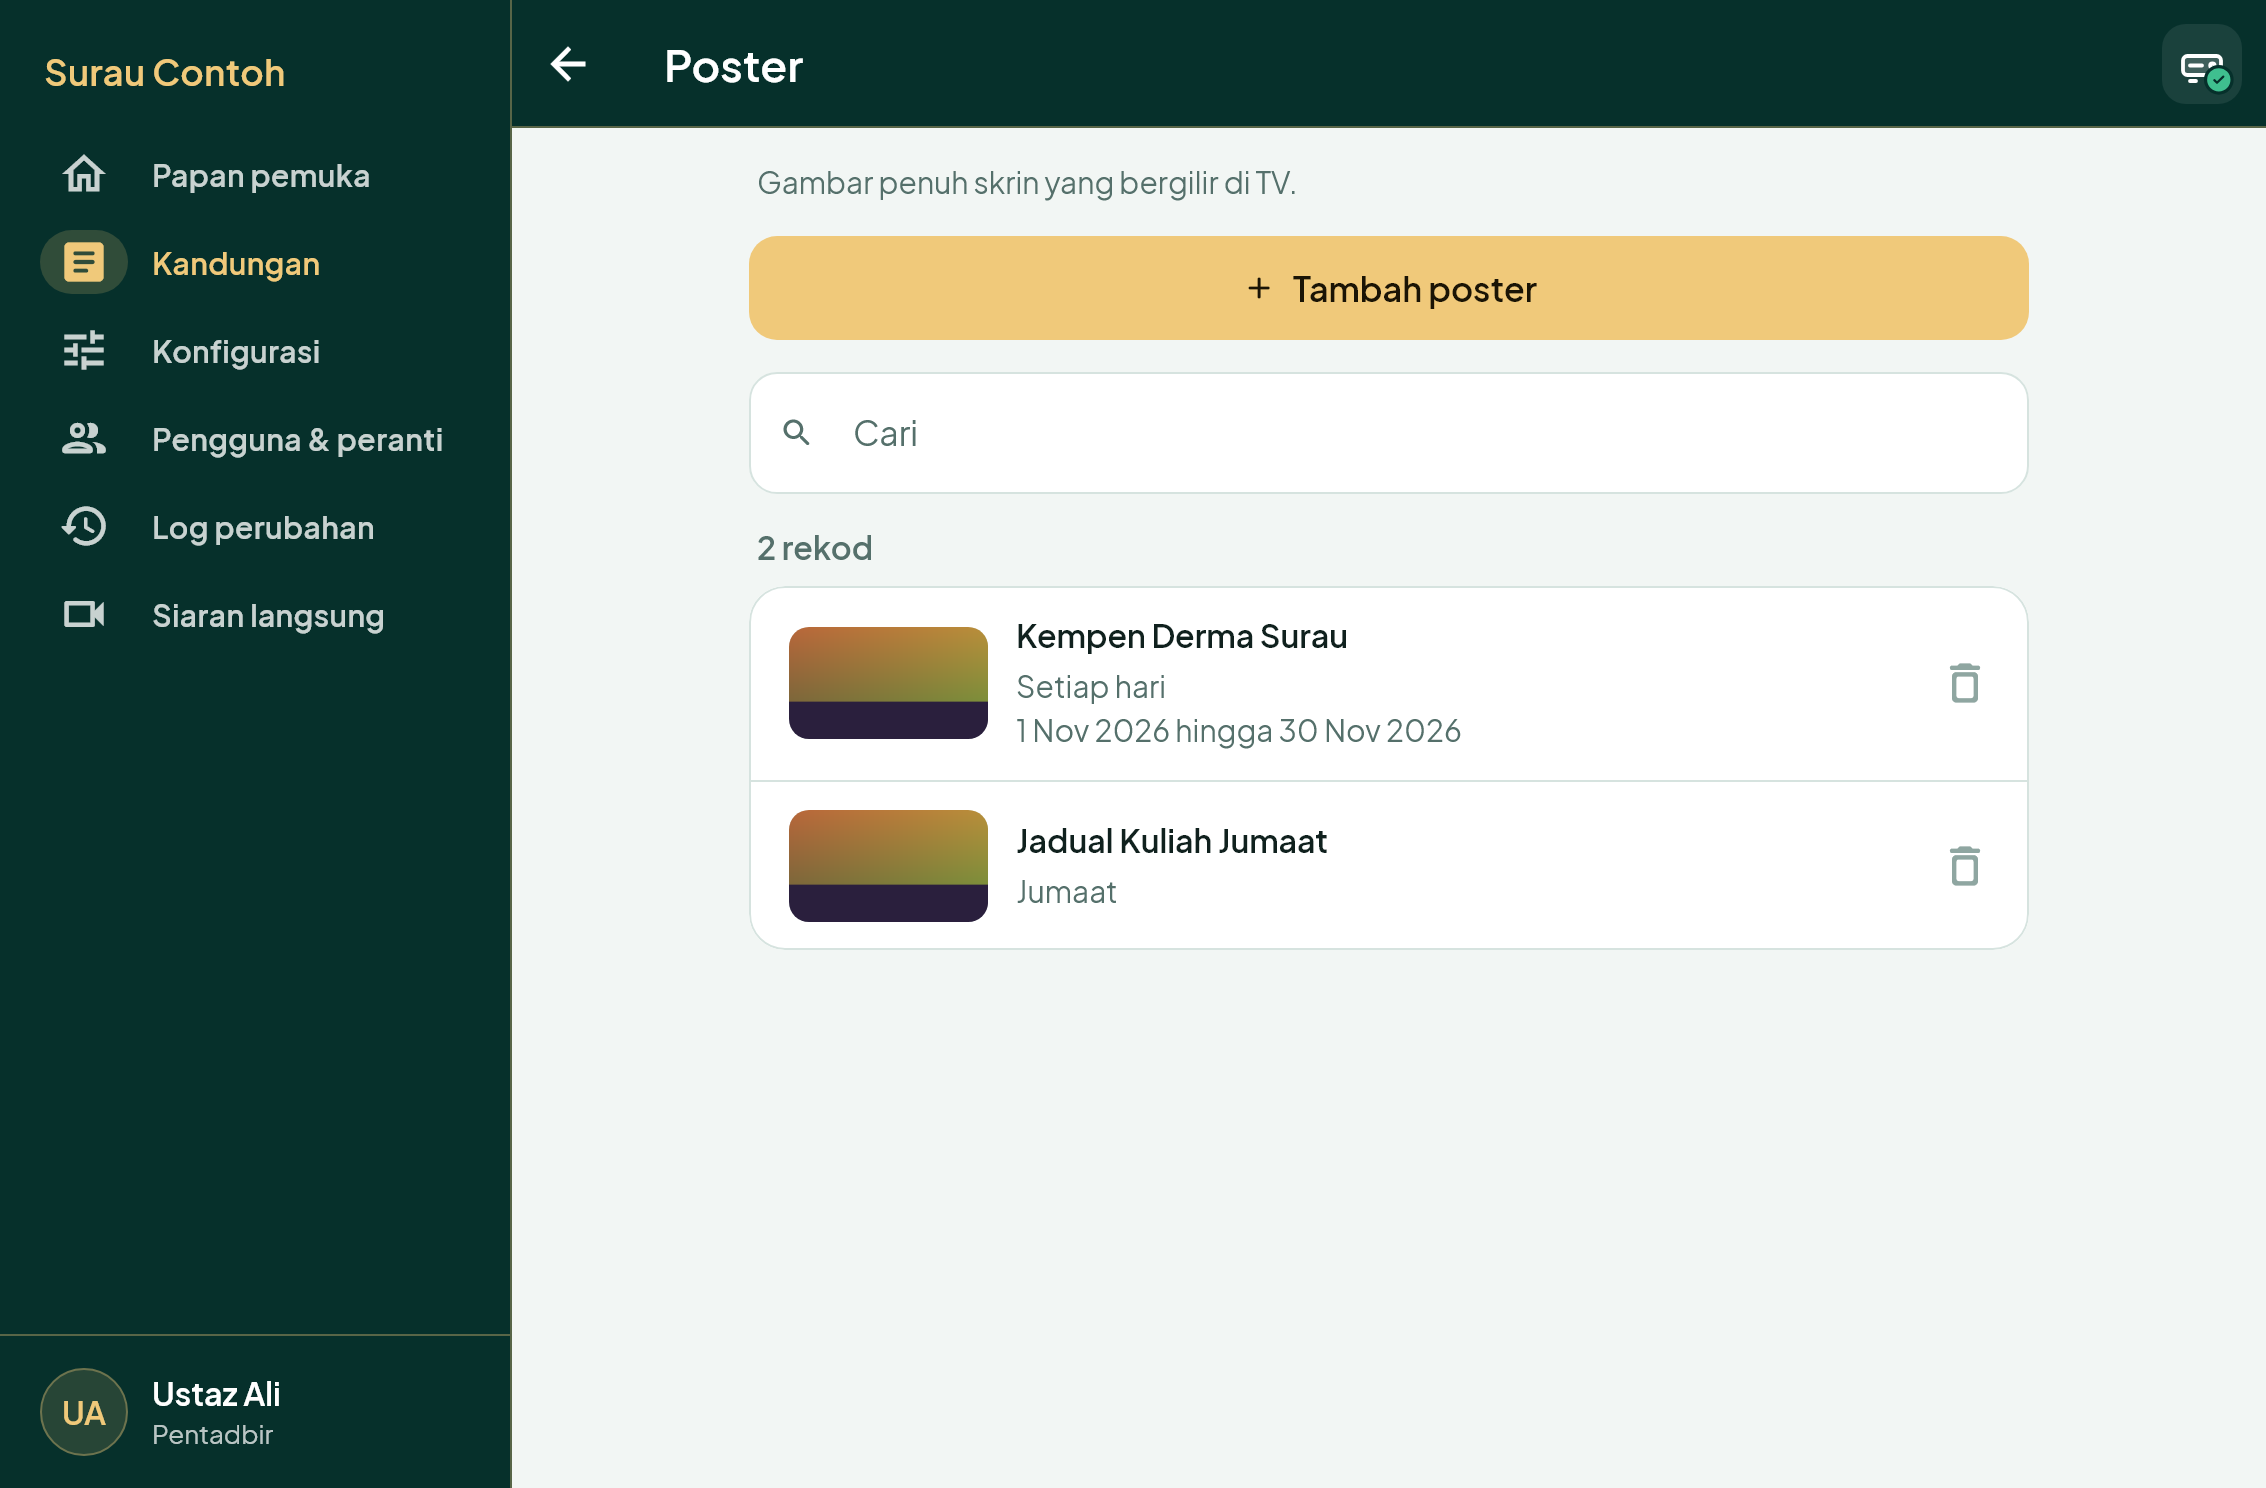 Surau Contoh
Papan pemuka
Kandungan
Konfigurasi
Pengguna & peranti
Log perubahan
Siaran langsung
Ustaz Ali
UA
Pentadbir
Poster
Gambar penuh skrin yang bergilir di TV.
+ Tambah poster
Cari
2 rekod
Kempen Derma Surau
Setiap hari
1 Nov 2026 hingga 30 Nov 2026
Jadual Kuliah Jumaat
Jumaat